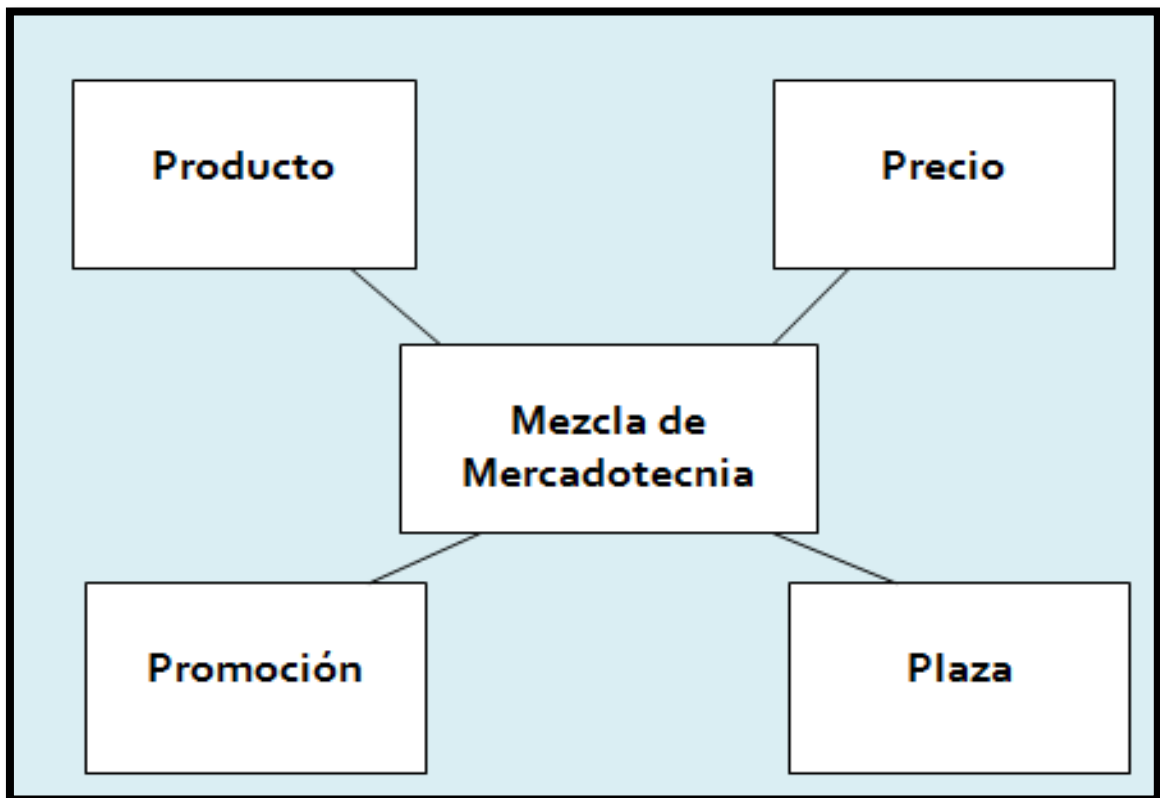 Producto
Precio
Mezcla de
Mercadotecnia
Promoción
Plaza